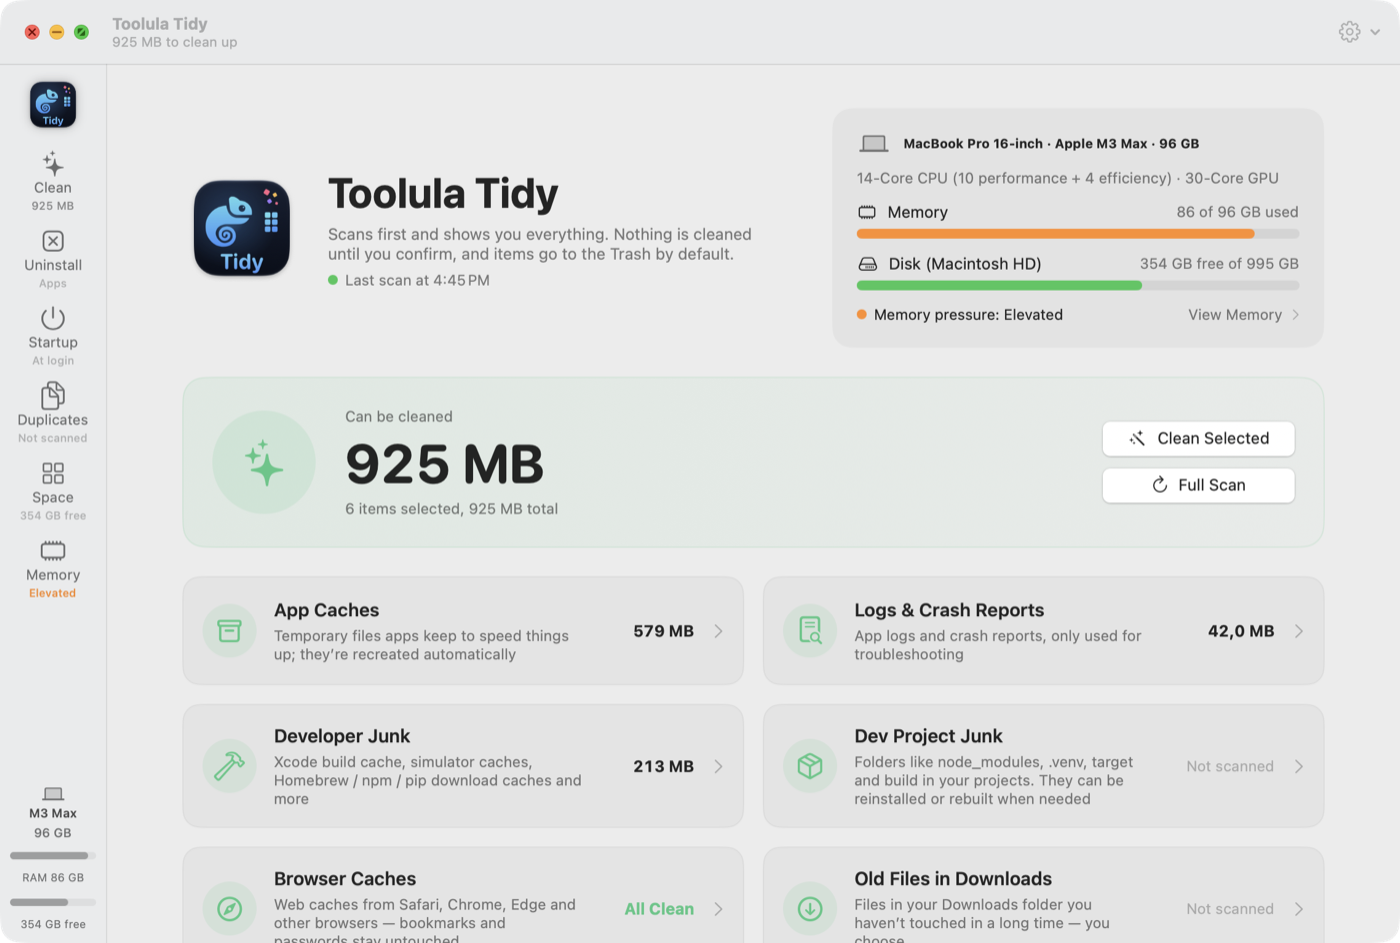 Toolula Tidy
925 MB to clean up
Tidy
Clean
925 MB
Uninstall
Apps
Startup
At login
Duplicates
Not scanned
Space
354 GB free
Memory
Elevated
M3 Max
96 GB
RAM 86 GB
354 GB free
Tidy
Toolula Tidy
Scans first and shows you everything. Nothing is cleaned
until you confirm, and items go to the Trash by default.
Last scan at 4:45 PM
MacBook Pro 16-inch · Apple M3 Max · 96 GB
14-Core CPU (10 performance + 4 efficiency) · 30-Core GPU
Memory 86 of 96 GB used
Disk (Macintosh HD) 354 GB free of 995 GB
Memory pressure: Elevated View Memory
Can be cleaned
925 MB
6 items selected, 925 MB total
Clean Selected
Full Scan
App Caches
Temporary files apps keep to speed things
up; they’re recreated automatically
579 MB
Logs & Crash Reports
App logs and crash reports, only used for
troubleshooting
42,0 MB
Developer Junk
Xcode build cache, simulator caches,
Homebrew / npm / pip download caches and
more
213 MB
Dev Project Junk
Folders like node_modules, .venv, target
and build in your projects. They can be
reinstalled or rebuilt when needed
Not scanned
Browser Caches
Web caches from Safari, Chrome, Edge and
other browsers — bookmarks and
passwords stay untouched
All Clean
Old Files in Downloads
Files in your Downloads folder you
haven’t touched in a long time — you
choose
Not scanned